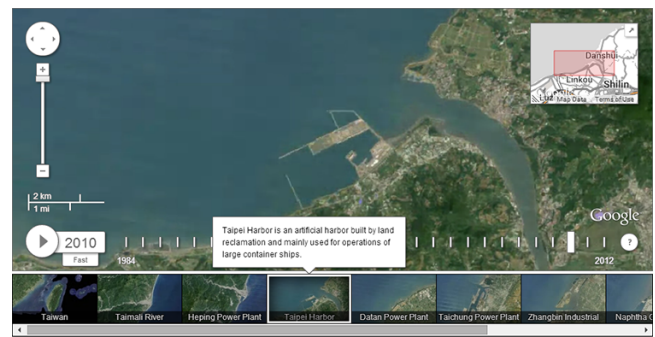 Danshui
Linkou
Shilin
Luz
Map Data
Terms of Use
+
2 km
1 mi
Google
2010
Fast
1984
2012
?
Taipei Harbor is an artificial harbor built by land
reclamation and mainly used for operations of
large container ships.
Taiwan
Taimali River
Heping Power Plant
Taipei Harbor
Datan Power Plant
Taichung Power Plant
Zhangbin Industrial
Naphtha